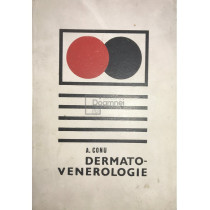 A. CONU
DERMATO-
VENEROLOGIE